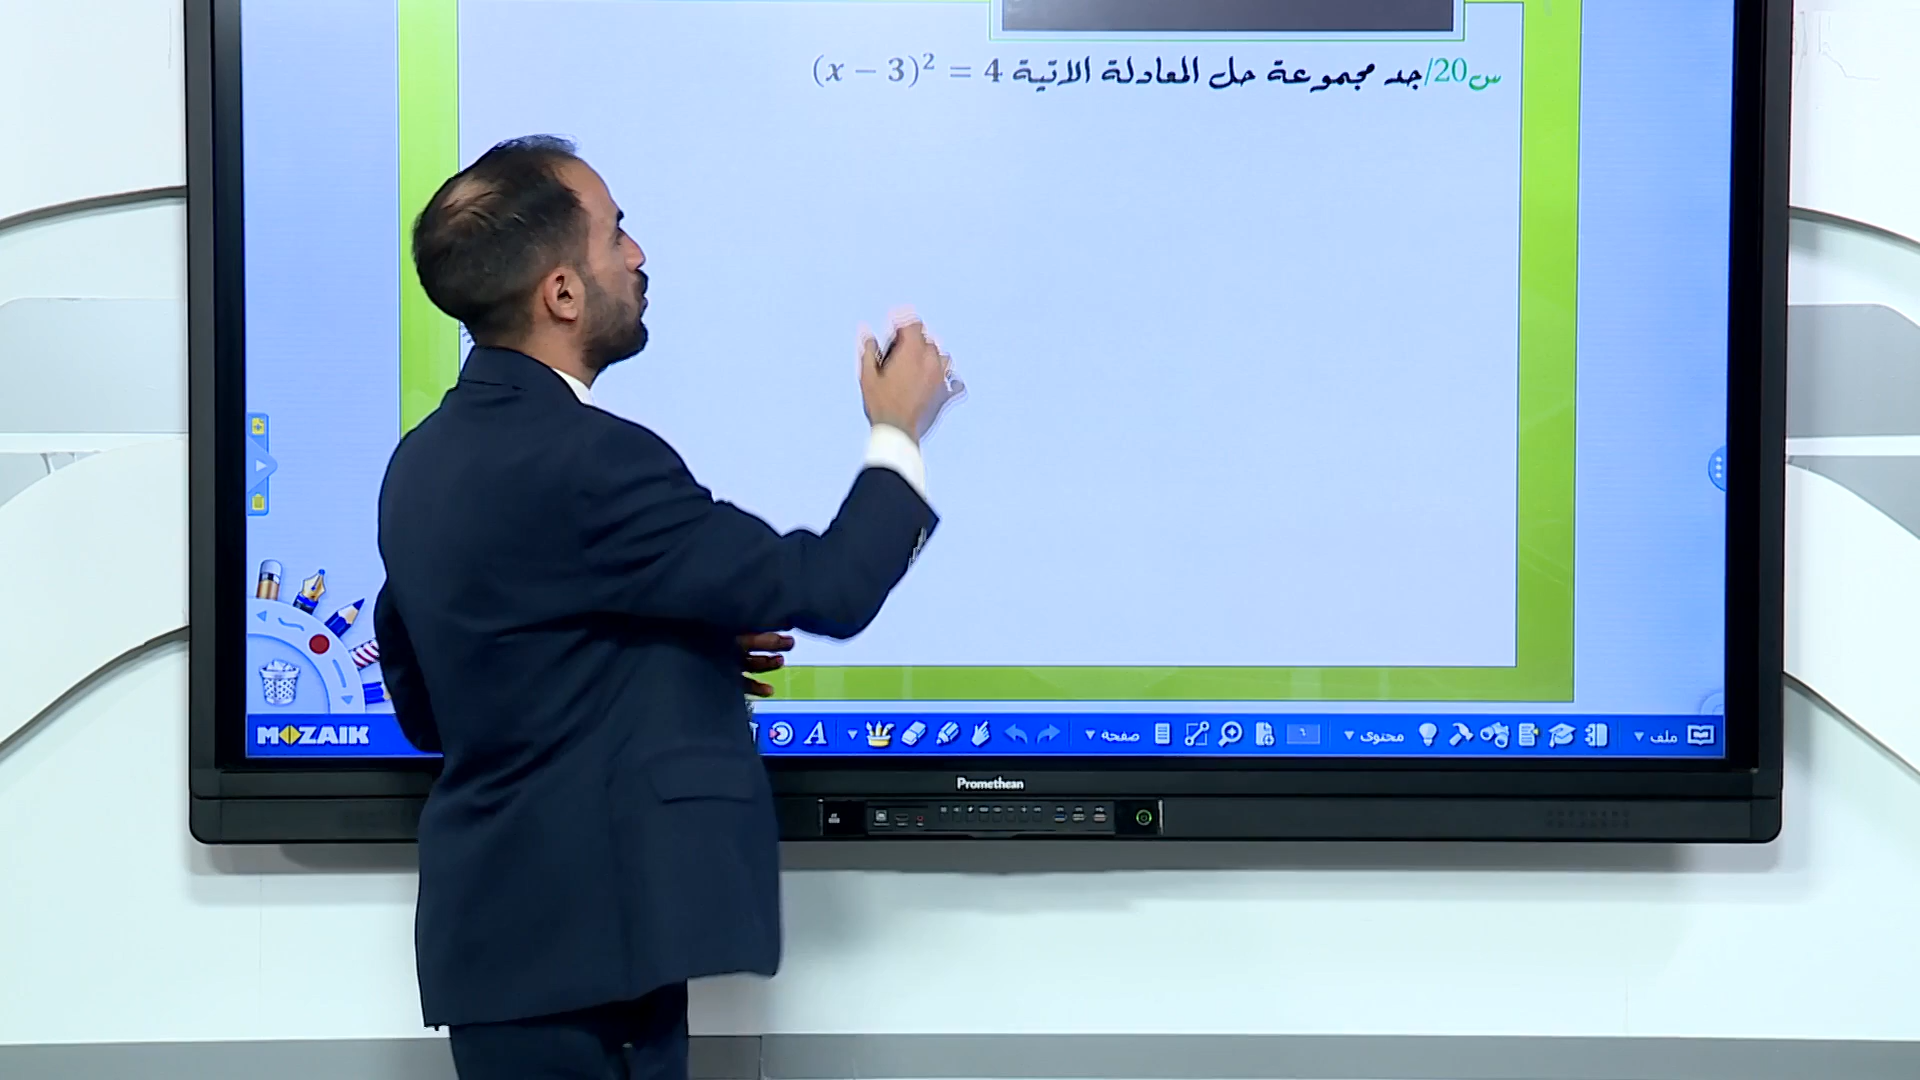 س20/جد مجموعة حل المعادلة الاتية (x − 3)² = 4
MOZAIK
A
صفحة
محتوى
ملف
Promethean